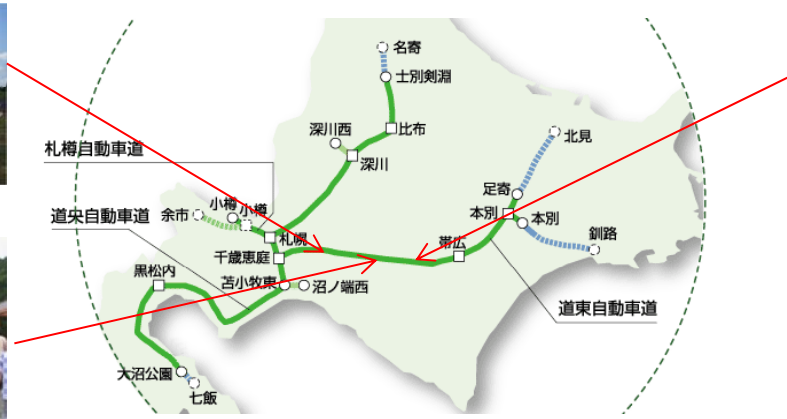 名寄
士別剣淵
深川西
比布
北見
札樽自動車道
深川
足寄
小樽
小樽
余市
本別
本別
道央自動車道
札幌
帯広
釧路
千歳恵庭
黒松内
苫小牧東
沼ノ端西
道東自動車道
大沼公園
七飯